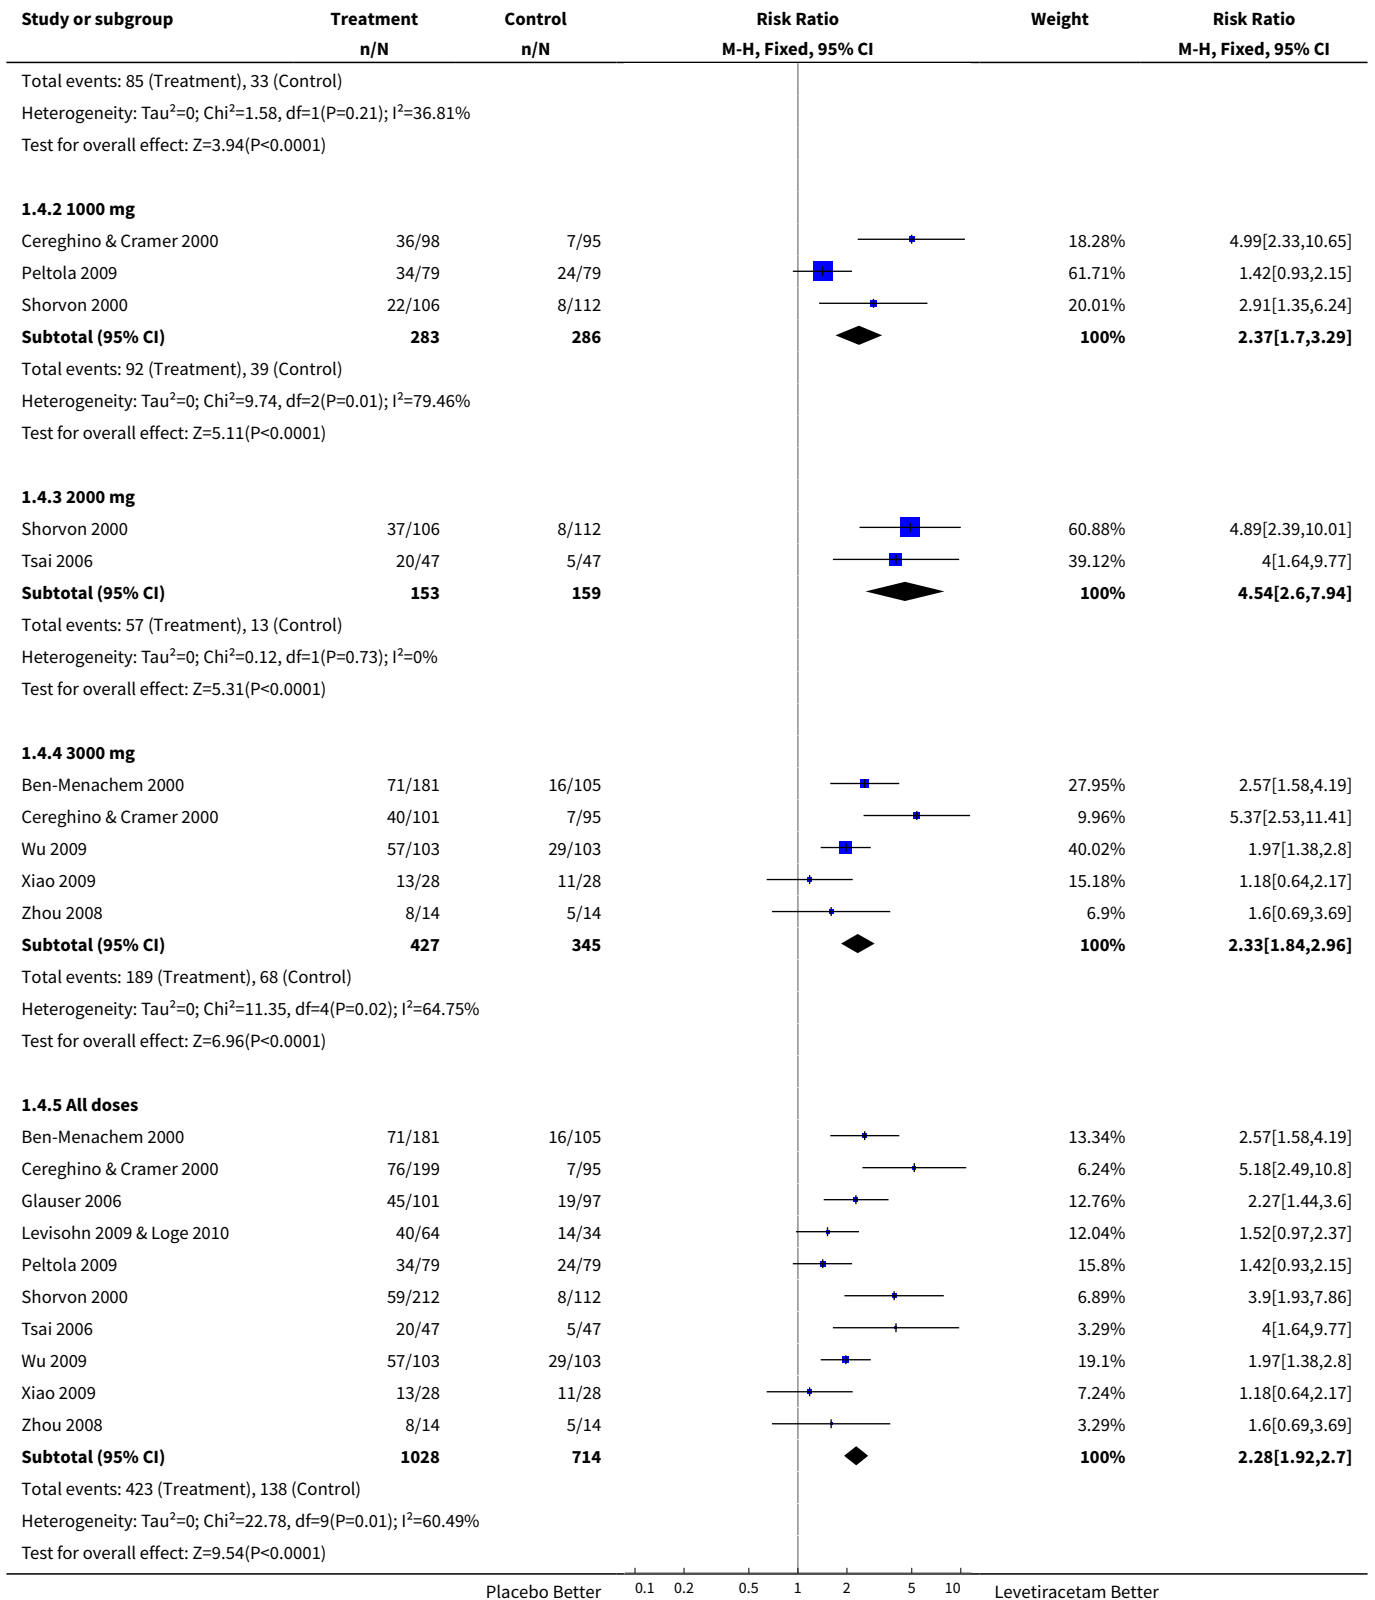 Study or subgroup Treatment Control Risk Ratio Weight Risk Ratio
n/N n/N M-H, Fixed, 95% CI M-H, Fixed, 95% CI
Total events: 85 (Treatment), 33 (Control)
Heterogeneity: Tau²=0; Chi²=1.58, df=1(P=0.21); I²=36.81%
Test for overall effect: Z=3.94(P<0.0001)
1.4.2 1000 mg
Cereghino & Cramer 2000 36/98 7/95 18.28% 4.99[2.33,10.65]
Peltola 2009 34/79 24/79 61.71% 1.42[0.93,2.15]
Shorvon 2000 22/106 8/112 20.01% 2.91[1.35,6.24]
Subtotal (95% CI) 283 286 100% 2.37[1.7,3.29]
Total events: 92 (Treatment), 39 (Control)
Heterogeneity: Tau²=0; Chi²=9.74, df=2(P=0.01); I²=79.46%
Test for overall effect: Z=5.11(P<0.0001)
1.4.3 2000 mg
Shorvon 2000 37/106 8/112 60.88% 4.89[2.39,10.01]
Tsai 2006 20/47 5/47 39.12% 4[1.64,9.77]
Subtotal (95% CI) 153 159 100% 4.54[2.6,7.94]
Total events: 57 (Treatment), 13 (Control)
Heterogeneity: Tau²=0; Chi²=0.12, df=1(P=0.73); I²=0%
Test for overall effect: Z=5.31(P<0.0001)
1.4.4 3000 mg
Ben-Menachem 2000 71/181 16/105 27.95% 2.57[1.58,4.19]
Cereghino & Cramer 2000 40/101 7/95 9.96% 5.37[2.53,11.41]
Wu 2009 57/103 29/103 40.02% 1.97[1.38,2.8]
Xiao 2009 13/28 11/28 15.18% 1.18[0.64,2.17]
Zhou 2008 8/14 5/14 6.9% 1.6[0.69,3.69]
Subtotal (95% CI) 427 345 100% 2.33[1.84,2.96]
Total events: 189 (Treatment), 68 (Control)
Heterogeneity: Tau²=0; Chi²=11.35, df=4(P=0.02); I²=64.75%
Test for overall effect: Z=6.96(P<0.0001)
1.4.5 All doses
Ben-Menachem 2000 71/181 16/105 13.34% 2.57[1.58,4.19]
Cereghino & Cramer 2000 76/199 7/95 6.24% 5.18[2.49,10.8]
Glauser 2006 45/101 19/97 12.76% 2.27[1.44,3.6]
Levisohn 2009 & Loge 2010 40/64 14/34 12.04% 1.52[0.97,2.37]
Peltola 2009 34/79 24/79 15.8% 1.42[0.93,2.15]
Shorvon 2000 59/212 8/112 6.89% 3.9[1.93,7.86]
Tsai 2006 20/47 5/47 3.29% 4[1.64,9.77]
Wu 2009 57/103 29/103 19.1% 1.97[1.38,2.8]
Xiao 2009 13/28 11/28 7.24% 1.18[0.64,2.17]
Zhou 2008 8/14 5/14 3.29% 1.6[0.69,3.69]
Subtotal (95% CI) 1028 714 100% 2.28[1.92,2.7]
Total events: 423 (Treatment), 138 (Control)
Heterogeneity: Tau²=0; Chi²=22.78, df=9(P=0.01); I²=60.49%
Test for overall effect: Z=9.54(P<0.0001)
Placebo Better 0.1 0.2 0.5 1 2 5 10 Levetiracetam Better